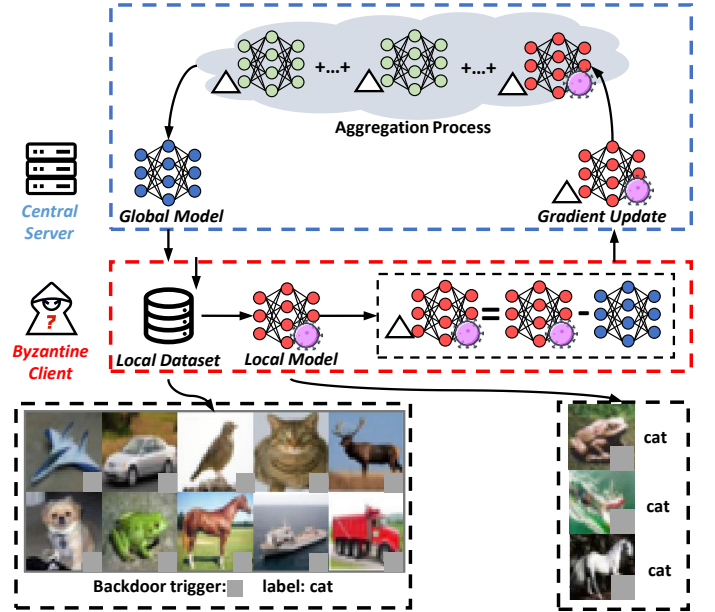 +...+
+...+
Aggregation Process
Central
Server
Global Model
Gradient Update
?
Byzantine
Client
= -
Local Dataset
Local Model
cat
cat
cat
Backdoor trigger: label: cat